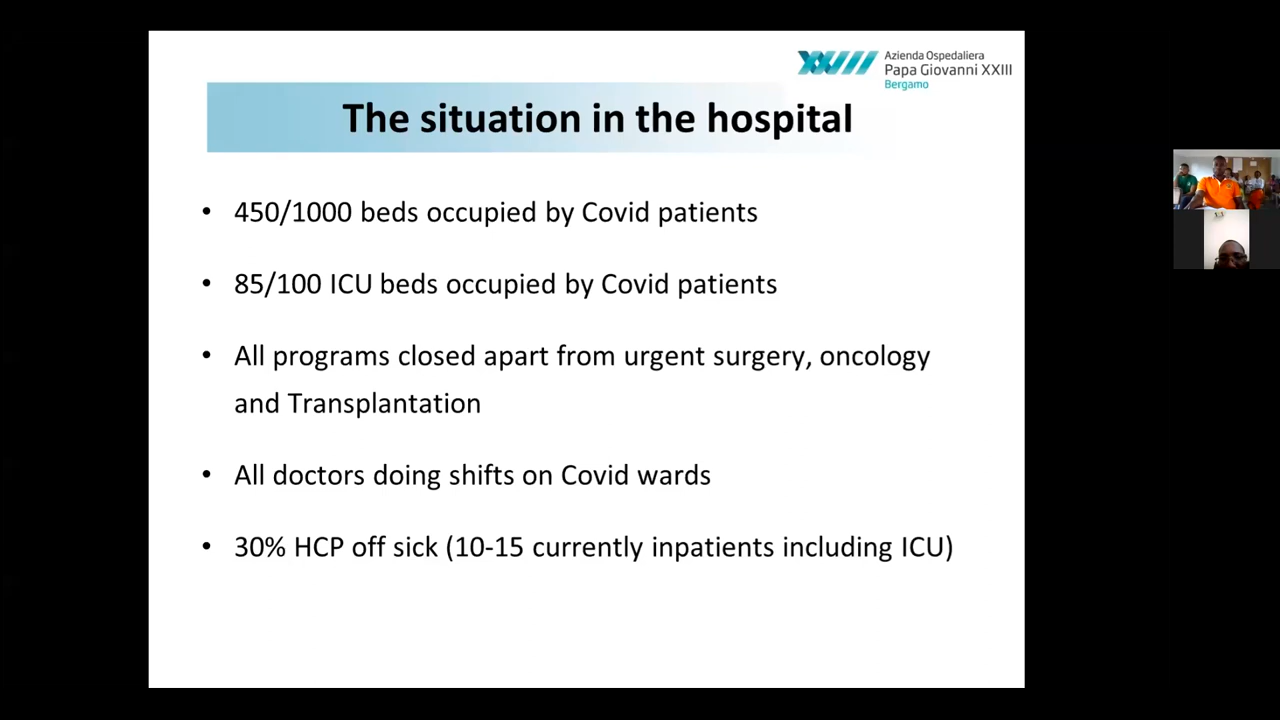 Azienda Ospedaliera
Papa Giovanni XXIII
Bergamo
The situation in the hospital
• 450/1000 beds occupied by Covid patients
• 85/100 ICU beds occupied by Covid patients
• All programs closed apart from urgent surgery, oncology
and Transplantation
• All doctors doing shifts on Covid wards
• 30% HCP off sick (10-15 currently inpatients including ICU)